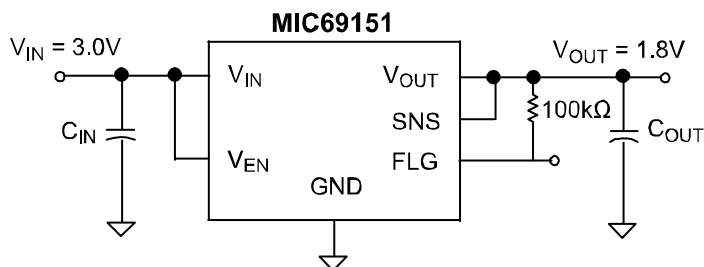 MIC69151
V_IN = 3.0V
V_OUT = 1.8V
V_IN
V_OUT
C_IN
SNS
100kΩ
C_OUT
V_EN
FLG
GND